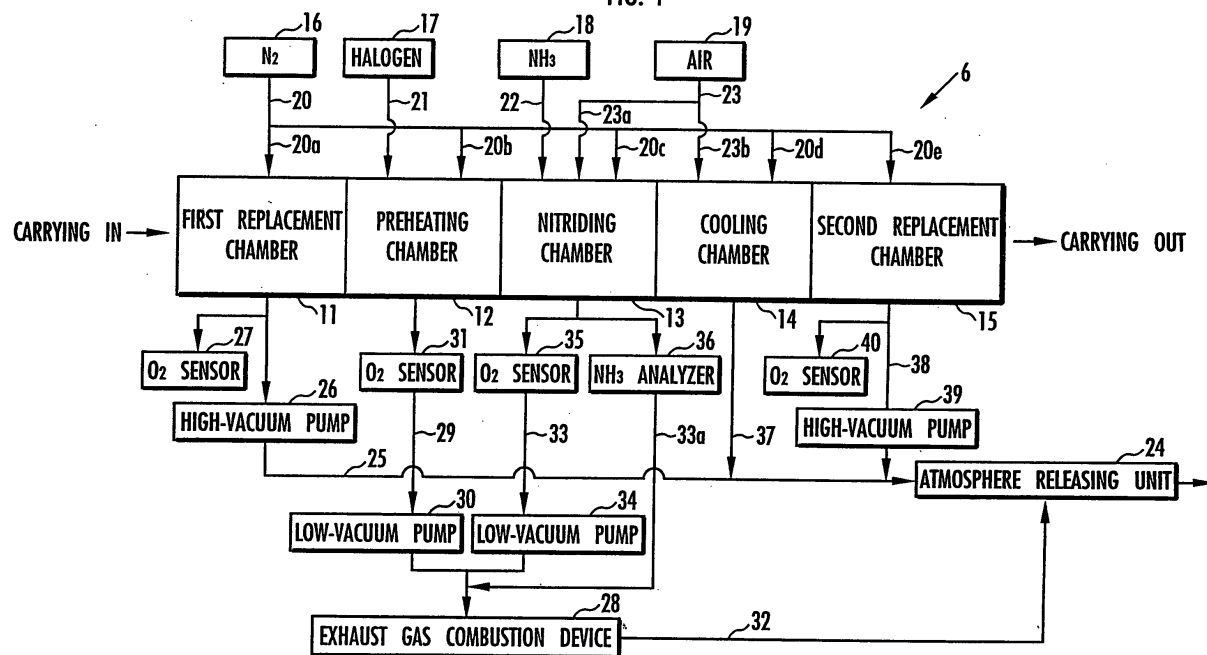 FIG. 1
16 17 18 19
N2 HALOGEN NH3 AIR
6
20 21 22 23
23a
20a 20b 20c 23b 20d 20e
CARRYING IN
FIRST REPLACEMENT CHAMBER
PREHEATING CHAMBER
NITRIDING CHAMBER
COOLING CHAMBER
SECOND REPLACEMENT CHAMBER
CARRYING OUT
11 12 13 14 15
27 31 35 36 40
O2 SENSOR O2 SENSOR O2 SENSOR NH3 ANALYZER O2 SENSOR
38
26 39
HIGH-VACUUM PUMP HIGH-VACUUM PUMP
29 33 33a 37
25 24
ATMOSPHERE RELEASING UNIT
30 34
LOW-VACUUM PUMP LOW-VACUUM PUMP
28
EXHAUST GAS COMBUSTION DEVICE
32